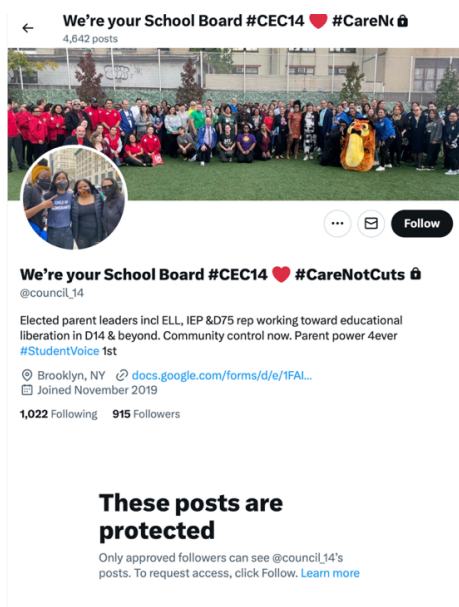 We're your School Board #CEC14 ❤️ #CareNo
4,642 posts
Follow
We're your School Board #CEC14 ❤️ #CareNotCuts
@council_14
Elected parent leaders incl ELL, IEP &D75 rep working toward educational
liberation in D14 & beyond. Community control now. Parent power 4ever
#StudentVoice 1st
Brooklyn, NY docs.google.com/forms/d/e/1FAI...
Joined November 2019
1,022 Following 915 Followers
These posts are
protected
Only approved followers can see @council_14's
posts. To request access, click Follow. Learn more